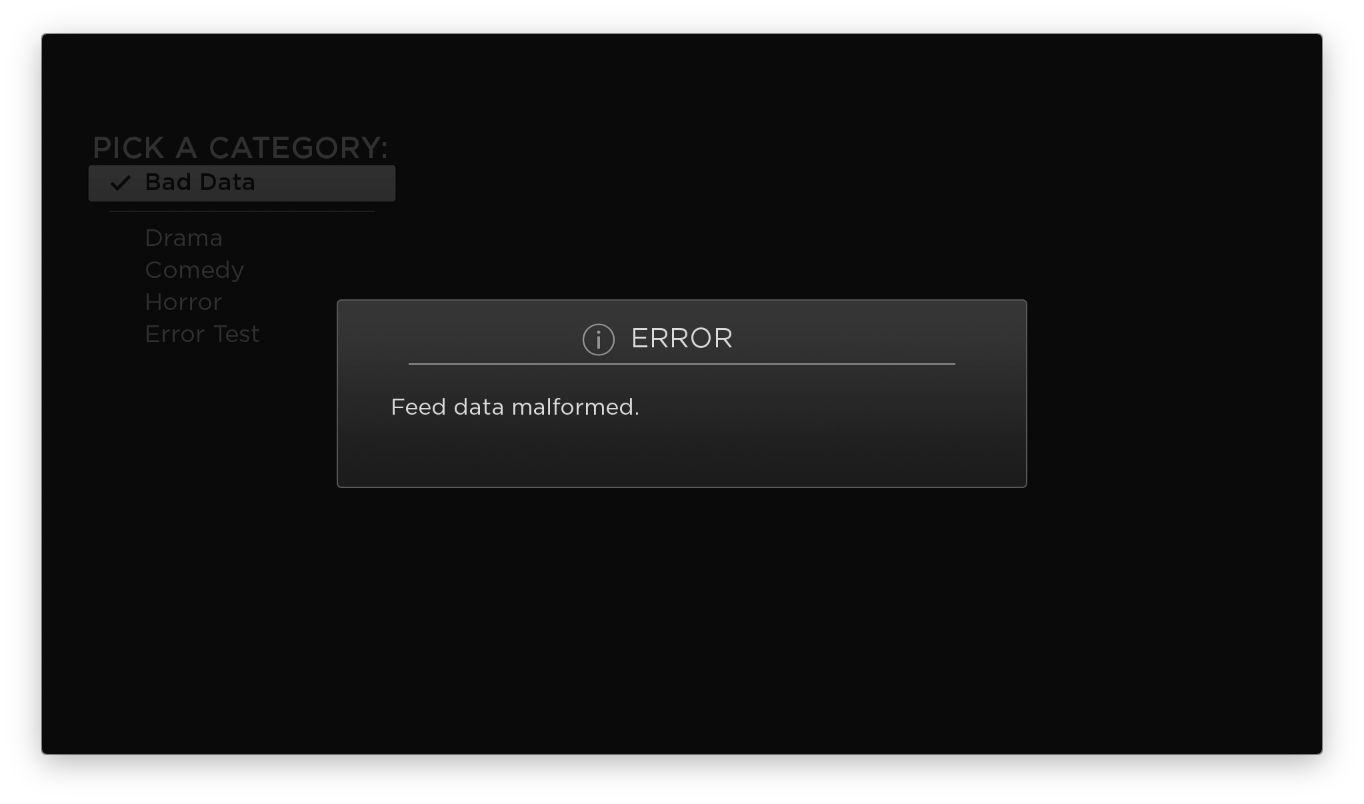 PICK A CATEGORY:
Bad Data
Drama
Comedy
Horror
Error Test
ERROR
Feed data malformed.